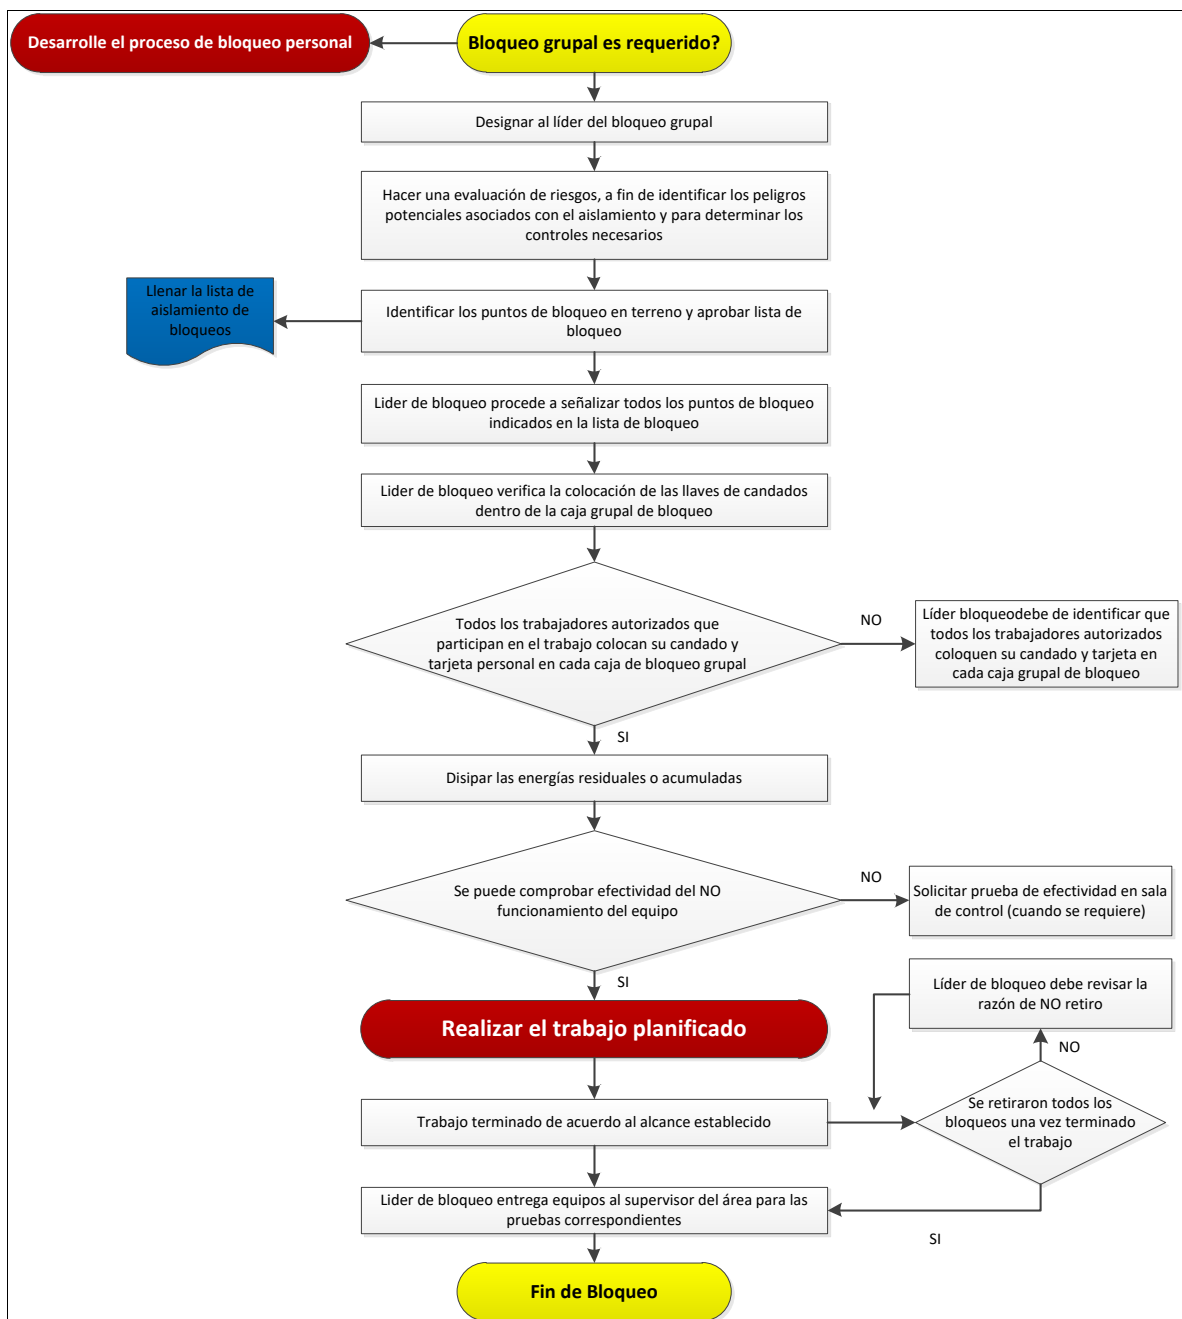 Desarrolle el proceso de bloqueo personal
Bloqueo grupal es requerido?
Designar al líder del bloqueo grupal
Hacer una evaluación de riesgos, a fin de identificar los peligros
potenciales asociados con el aislamiento y para determinar los
controles necesarios
Llenar la lista de
aislamiento de
bloqueos
Identificar los puntos de bloqueo en terreno y aprobar lista de
bloqueo
Lider de bloqueo procede a señalizar todos los puntos de bloqueo
indicados en la lista de bloqueo
Lider de bloqueo verifica la colocación de las llaves de candados
dentro de la caja grupal de bloqueo
Todos los trabajadores autorizados que
participan en el trabajo colocan su candado y
tarjeta personal en cada caja de bloqueo grupal
NO
Líder bloqueodebe de identificar que
todos los trabajadores autorizados
coloquen su candado y tarjeta en
cada caja grupal de bloqueo
SI
Disipar las energías residuales o acumuladas
Se puede comprobar efectividad del NO
funcionamiento del equipo
NO
Solicitar prueba de efectividad en sala
de control (cuando se requiere)
SI
Realizar el trabajo planificado
Líder de bloqueo debe revisar la
razón de NO retiro
NO
Trabajo terminado de acuerdo al alcance establecido
Se retiraron todos los
bloqueos una vez terminado
el trabajo
SI
Lider de bloqueo entrega equipos al supervisor del área para las
pruebas correspondientes
Fin de Bloqueo